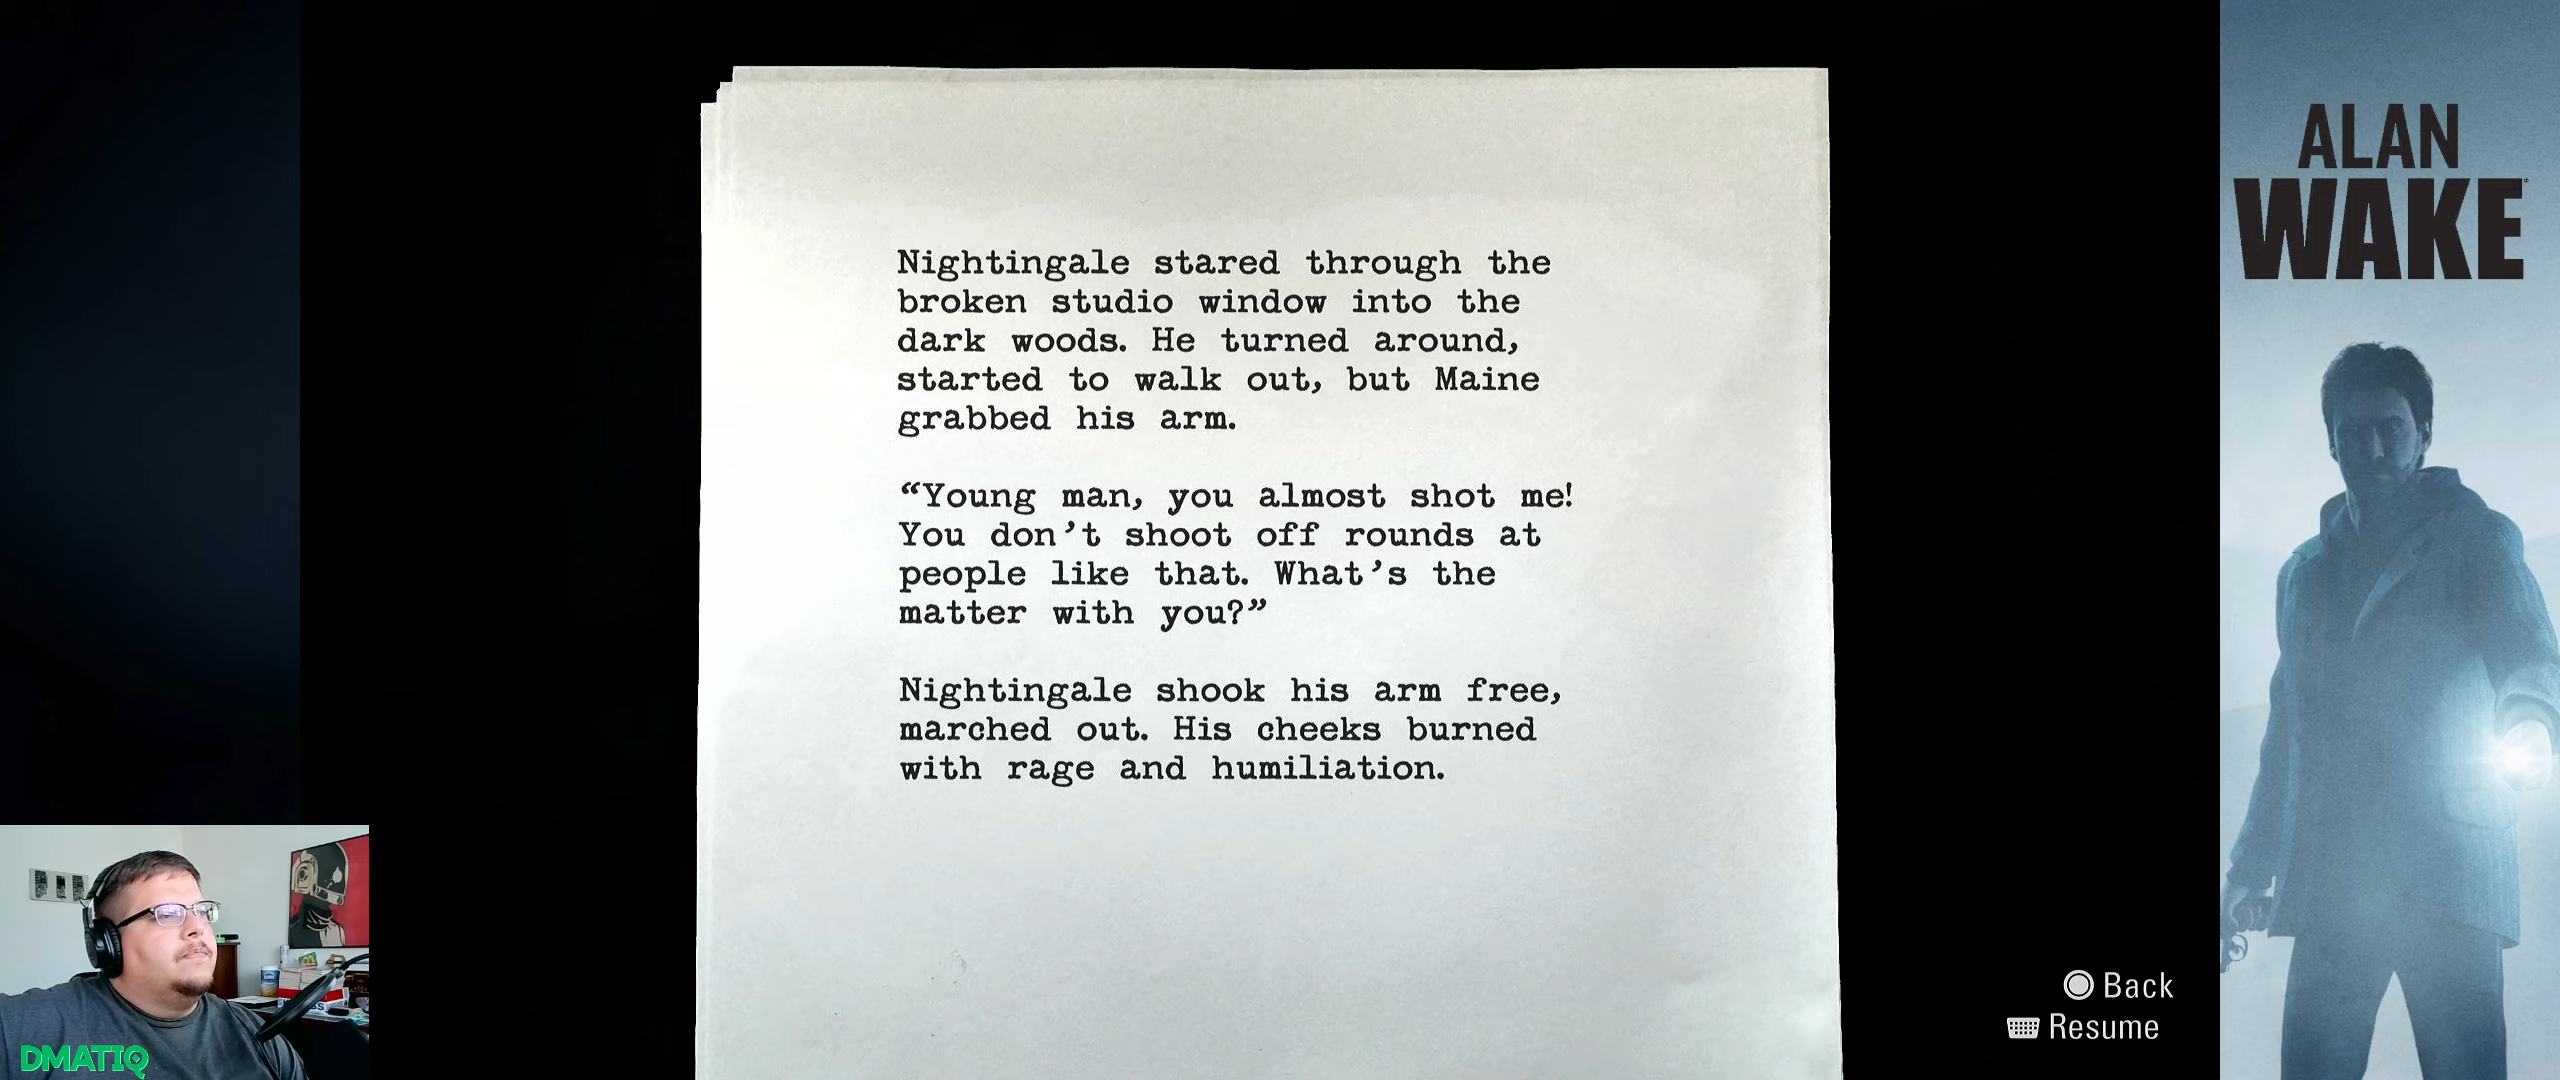 Nightingale stared through the
broken studio window into the
dark woods. He turned around,
started to walk out, but Maine
grabbed his arm.
“Young man, you almost shot me!
You don’t shoot off rounds at
people like that. What’s the
matter with you?”
Nightingale shook his arm free,
marched out. His cheeks burned
with rage and humiliation.
ALAN
WAKE
Back
Resume
DMATIQ